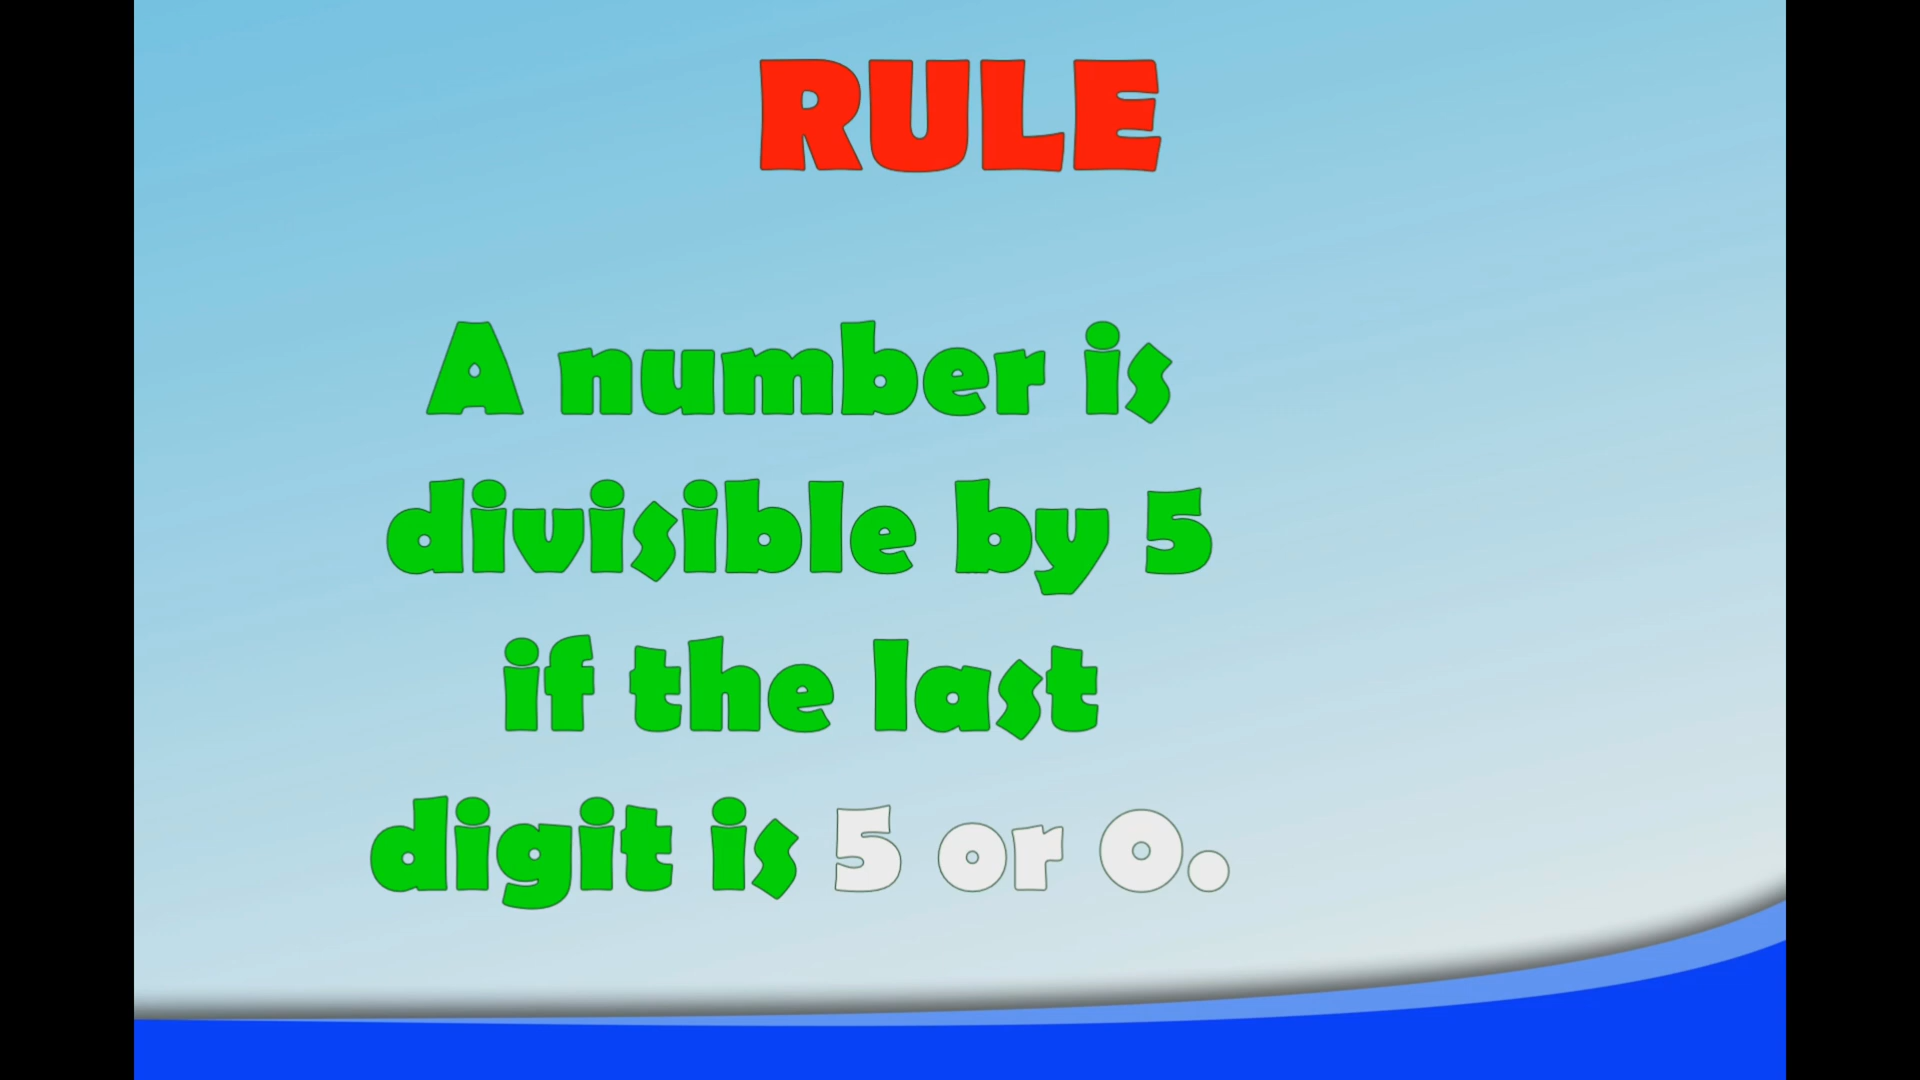 RULE
A number is
divisible by 5
if the last
digit is 5 or 0.